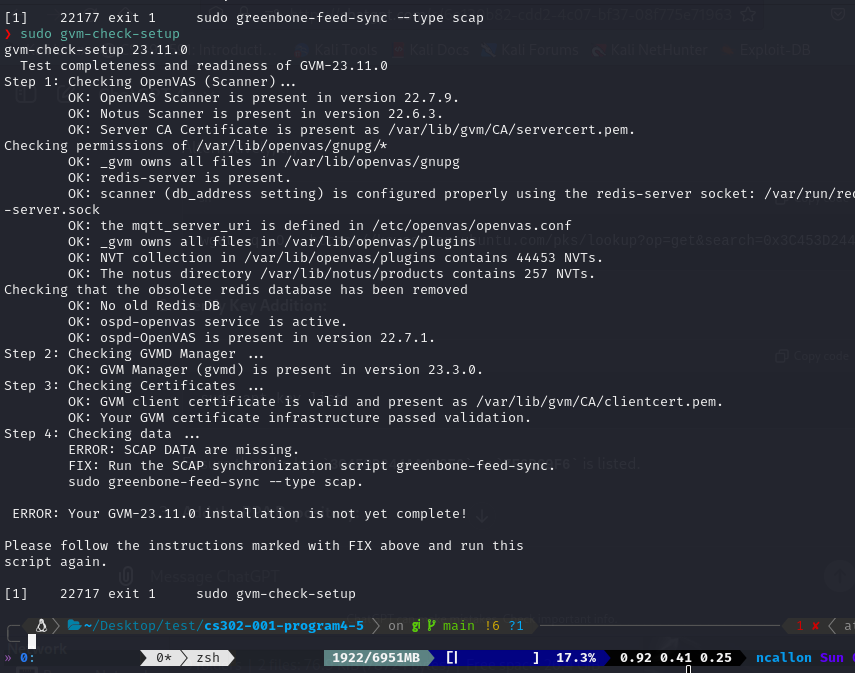 [1]    22177 exit 1     sudo greenbone-feed-sync --type scap
❯ sudo gvm-check-setup
gvm-check-setup 23.11.0
  Test completeness and readiness of GVM-23.11.0
Step 1: Checking OpenVAS (Scanner)...
        OK: OpenVAS Scanner is present in version 22.7.9.
        OK: Notus Scanner is present in version 22.6.3.
        OK: Server CA Certificate is present as /var/lib/gvm/CA/servercert.pem.
Checking permissions of /var/lib/openvas/gnupg/*
        OK: _gvm owns all files in /var/lib/openvas/gnupg
        OK: redis-server is present.
        OK: scanner (db_address setting) is configured properly using the redis-server socket: /var/run/red
-server.sock
        OK: the mqtt_server_uri is defined in /etc/openvas/openvas.conf
        OK: _gvm owns all files in /var/lib/openvas/plugins
        OK: NVT collection in /var/lib/openvas/plugins contains 44453 NVTs.
        OK: The notus directory /var/lib/notus/products contains 257 NVTs.
Checking that the obsolete redis database has been removed
        OK: No old Redis DB
        OK: ospd-openvas service is active.
        OK: ospd-OpenVAS is present in version 22.7.1.
Step 2: Checking GVMD Manager ...
        OK: GVM Manager (gvmd) is present in version 23.3.0.
Step 3: Checking Certificates ...
        OK: GVM client certificate is valid and present as /var/lib/gvm/CA/clientcert.pem.
        OK: Your GVM certificate infrastructure passed validation.
Step 4: Checking data ...
        ERROR: SCAP DATA are missing.
        FIX: Run the SCAP synchronization script greenbone-feed-sync.
        sudo greenbone-feed-sync --type scap.
 ERROR: Your GVM-23.11.0 installation is not yet complete!
Please follow the instructions marked with FIX above and run this
script again.
[1]    22717 exit 1     sudo gvm-check-setup
~/Desktop/test/cs302-001-program4-5 on main !6 ?1 1 ✘ at
» 0: 0* zsh 1922/6951MB [| ] 17.3% 0.92 0.41 0.25 ncallon Sun